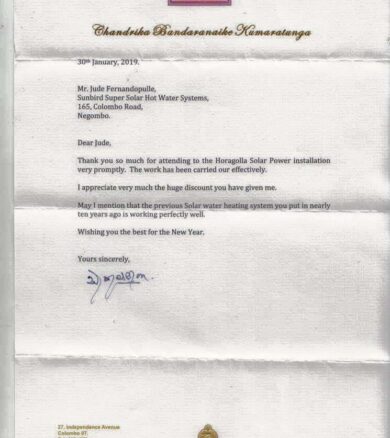 Chandrika Bandaranaike Kumaratunga
30th January, 2019.
Mr. Jude Fernandopulle,
Sunbird Super Solar Hot Water Systems,
165, Colombo Road,
Negombo.
Dear Jude,
Thank you so much for attending to the Horagolla Solar Power installation
very promptly. The work has been carried our effectively.
I appreciate very much the huge discount you have given me.
May I mention that the previous Solar water heating system you put in nearly
ten years ago is working perfectly well.
Wishing you the best for the New Year.
Yours sincerely,
27, Independence Avenue
Colombo 07.